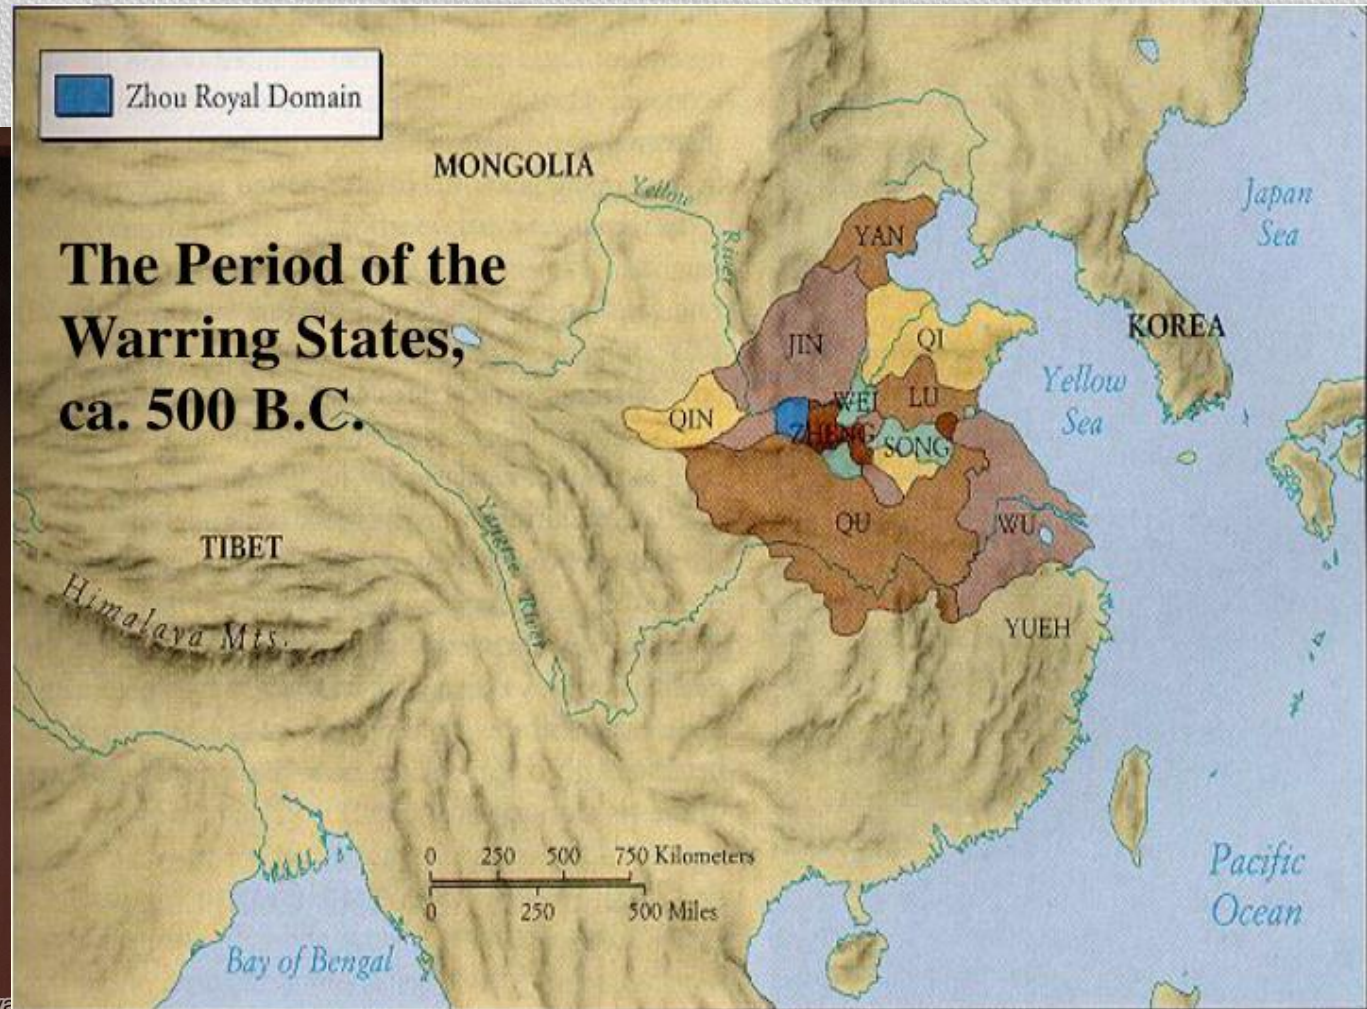 Zhou Royal Domain
MONGOLIA
Yellow
River
Japan
Sea
The Period of the
Warring States,
ca. 500 B.C.
YAN
JIN
QI
KOREA
Yellow
Sea
WEI
LU
QIN
ZHENG
SONG
QU
WU
Yangtze River
TIBET
Himalaya Mts.
YUEH
0 250 500 750 Kilometers
0 250 500 Miles
Pacific
Ocean
Bay of Bengal